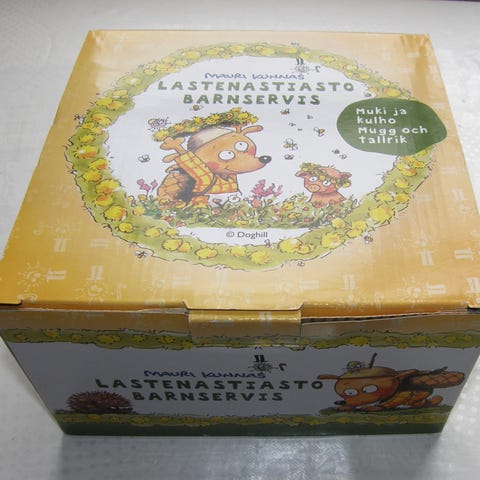 MAURI KUNNAS
LASTENASTIASTO
BARNSERVIS
Muki ja
kulho
Mugg och
tallrik
© Doghill
MAURI KUNNAS
LASTENASTIASTO
BARNSERVIS